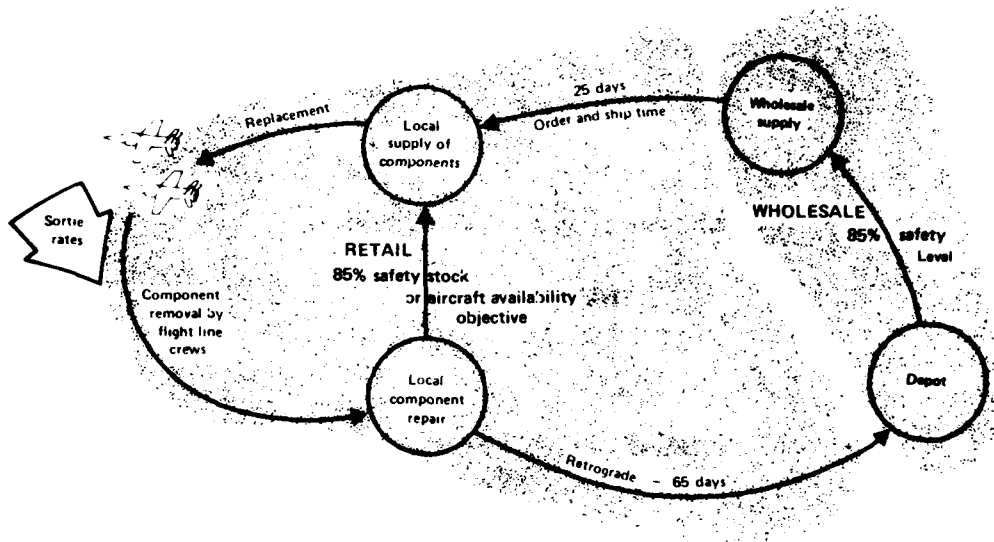 Replacement
Local
supply of
components
25 days
Order and ship time
Wholesale
supply
Sortie
rates
RETAIL
85% safety stock
or aircraft availability
objective
WHOLESALE
85% safety
Level
Component
removal by
flight line
crews
Local
component
repair
Depot
Retrograde - 65 days